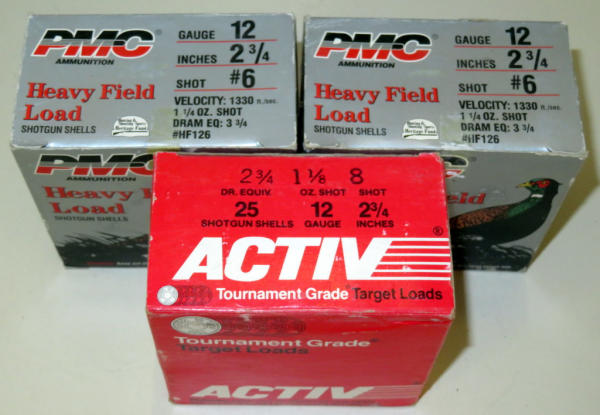 PMC
AMMUNITION
Heavy Field
Load
SHOTGUN SHELLS
GAUGE 12
INCHES 2 3/4
SHOT #6
VELOCITY: 1330 ft./sec.
1 1/4 OZ. SHOT
DRAM EQ: 3 3/4
#HF126
Heritage Fund
PMC
Heavy Field
Load
PMC
AMMUNITION
Heavy Field
Load
SHOTGUN SHELLS
GAUGE 12
INCHES 2 3/4
SHOT #6
VELOCITY: 1330 ft./sec.
1 1/4 OZ. SHOT
DRAM EQ: 3 3/4
#HF126
Heritage Fund
2 3/4 1 1/8 8
DR. EQUIV. OZ. SHOT SHOT
25 12 2 3/4
SHOTGUN SHELLS GAUGE INCHES
ACTIV®
Tournament Grade® Target Loads
Tournament Grade®
Target Loads
ACTIV